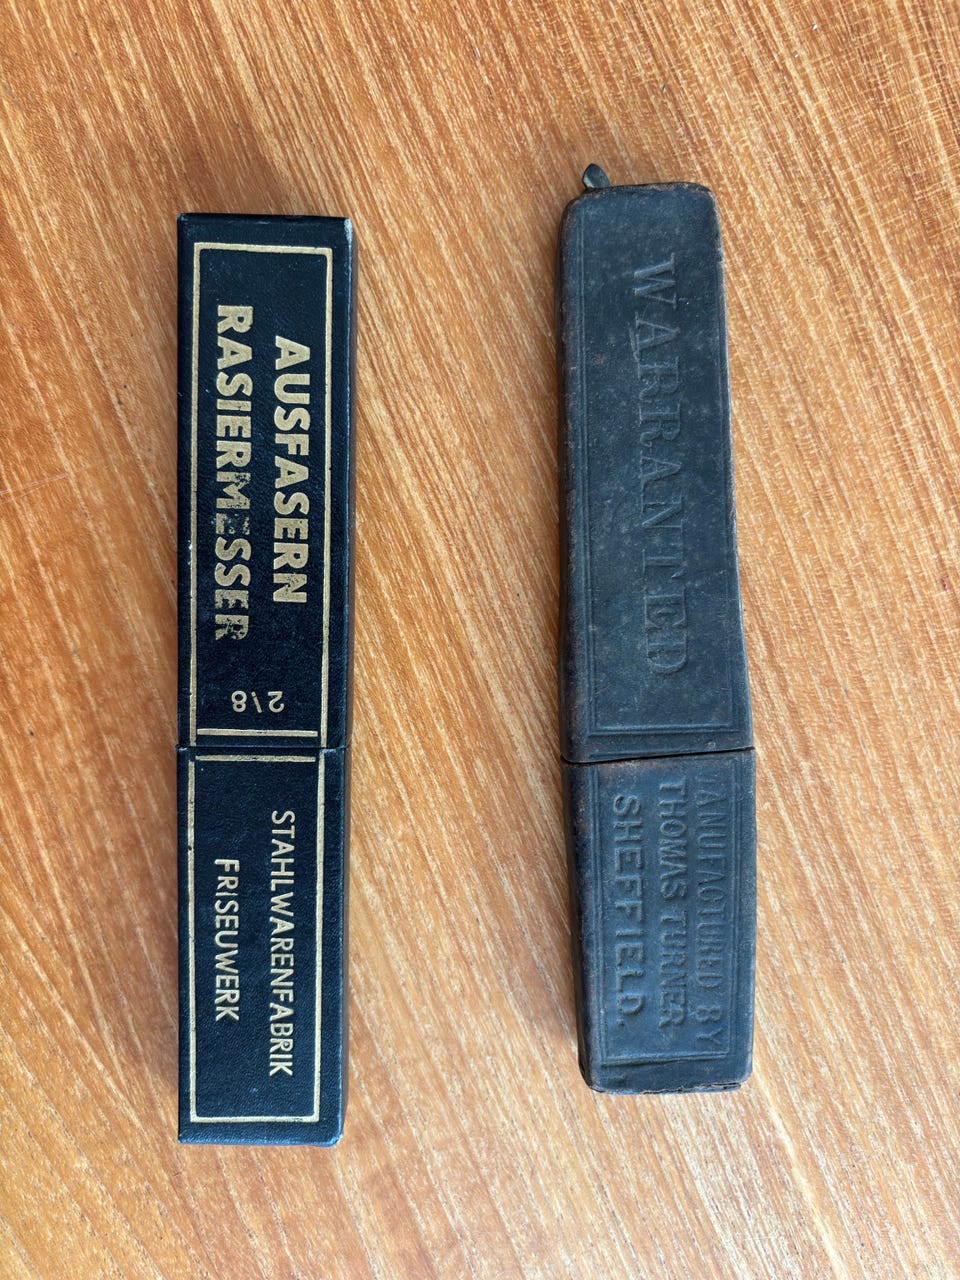 AUSFASERN
RASIERMESSER
2/8
STAHLWARENFABRIK
FRISEUWERK
WARRANTED
MANUFACTURED BY
THOMAS TURNER
SHEFFIELD.